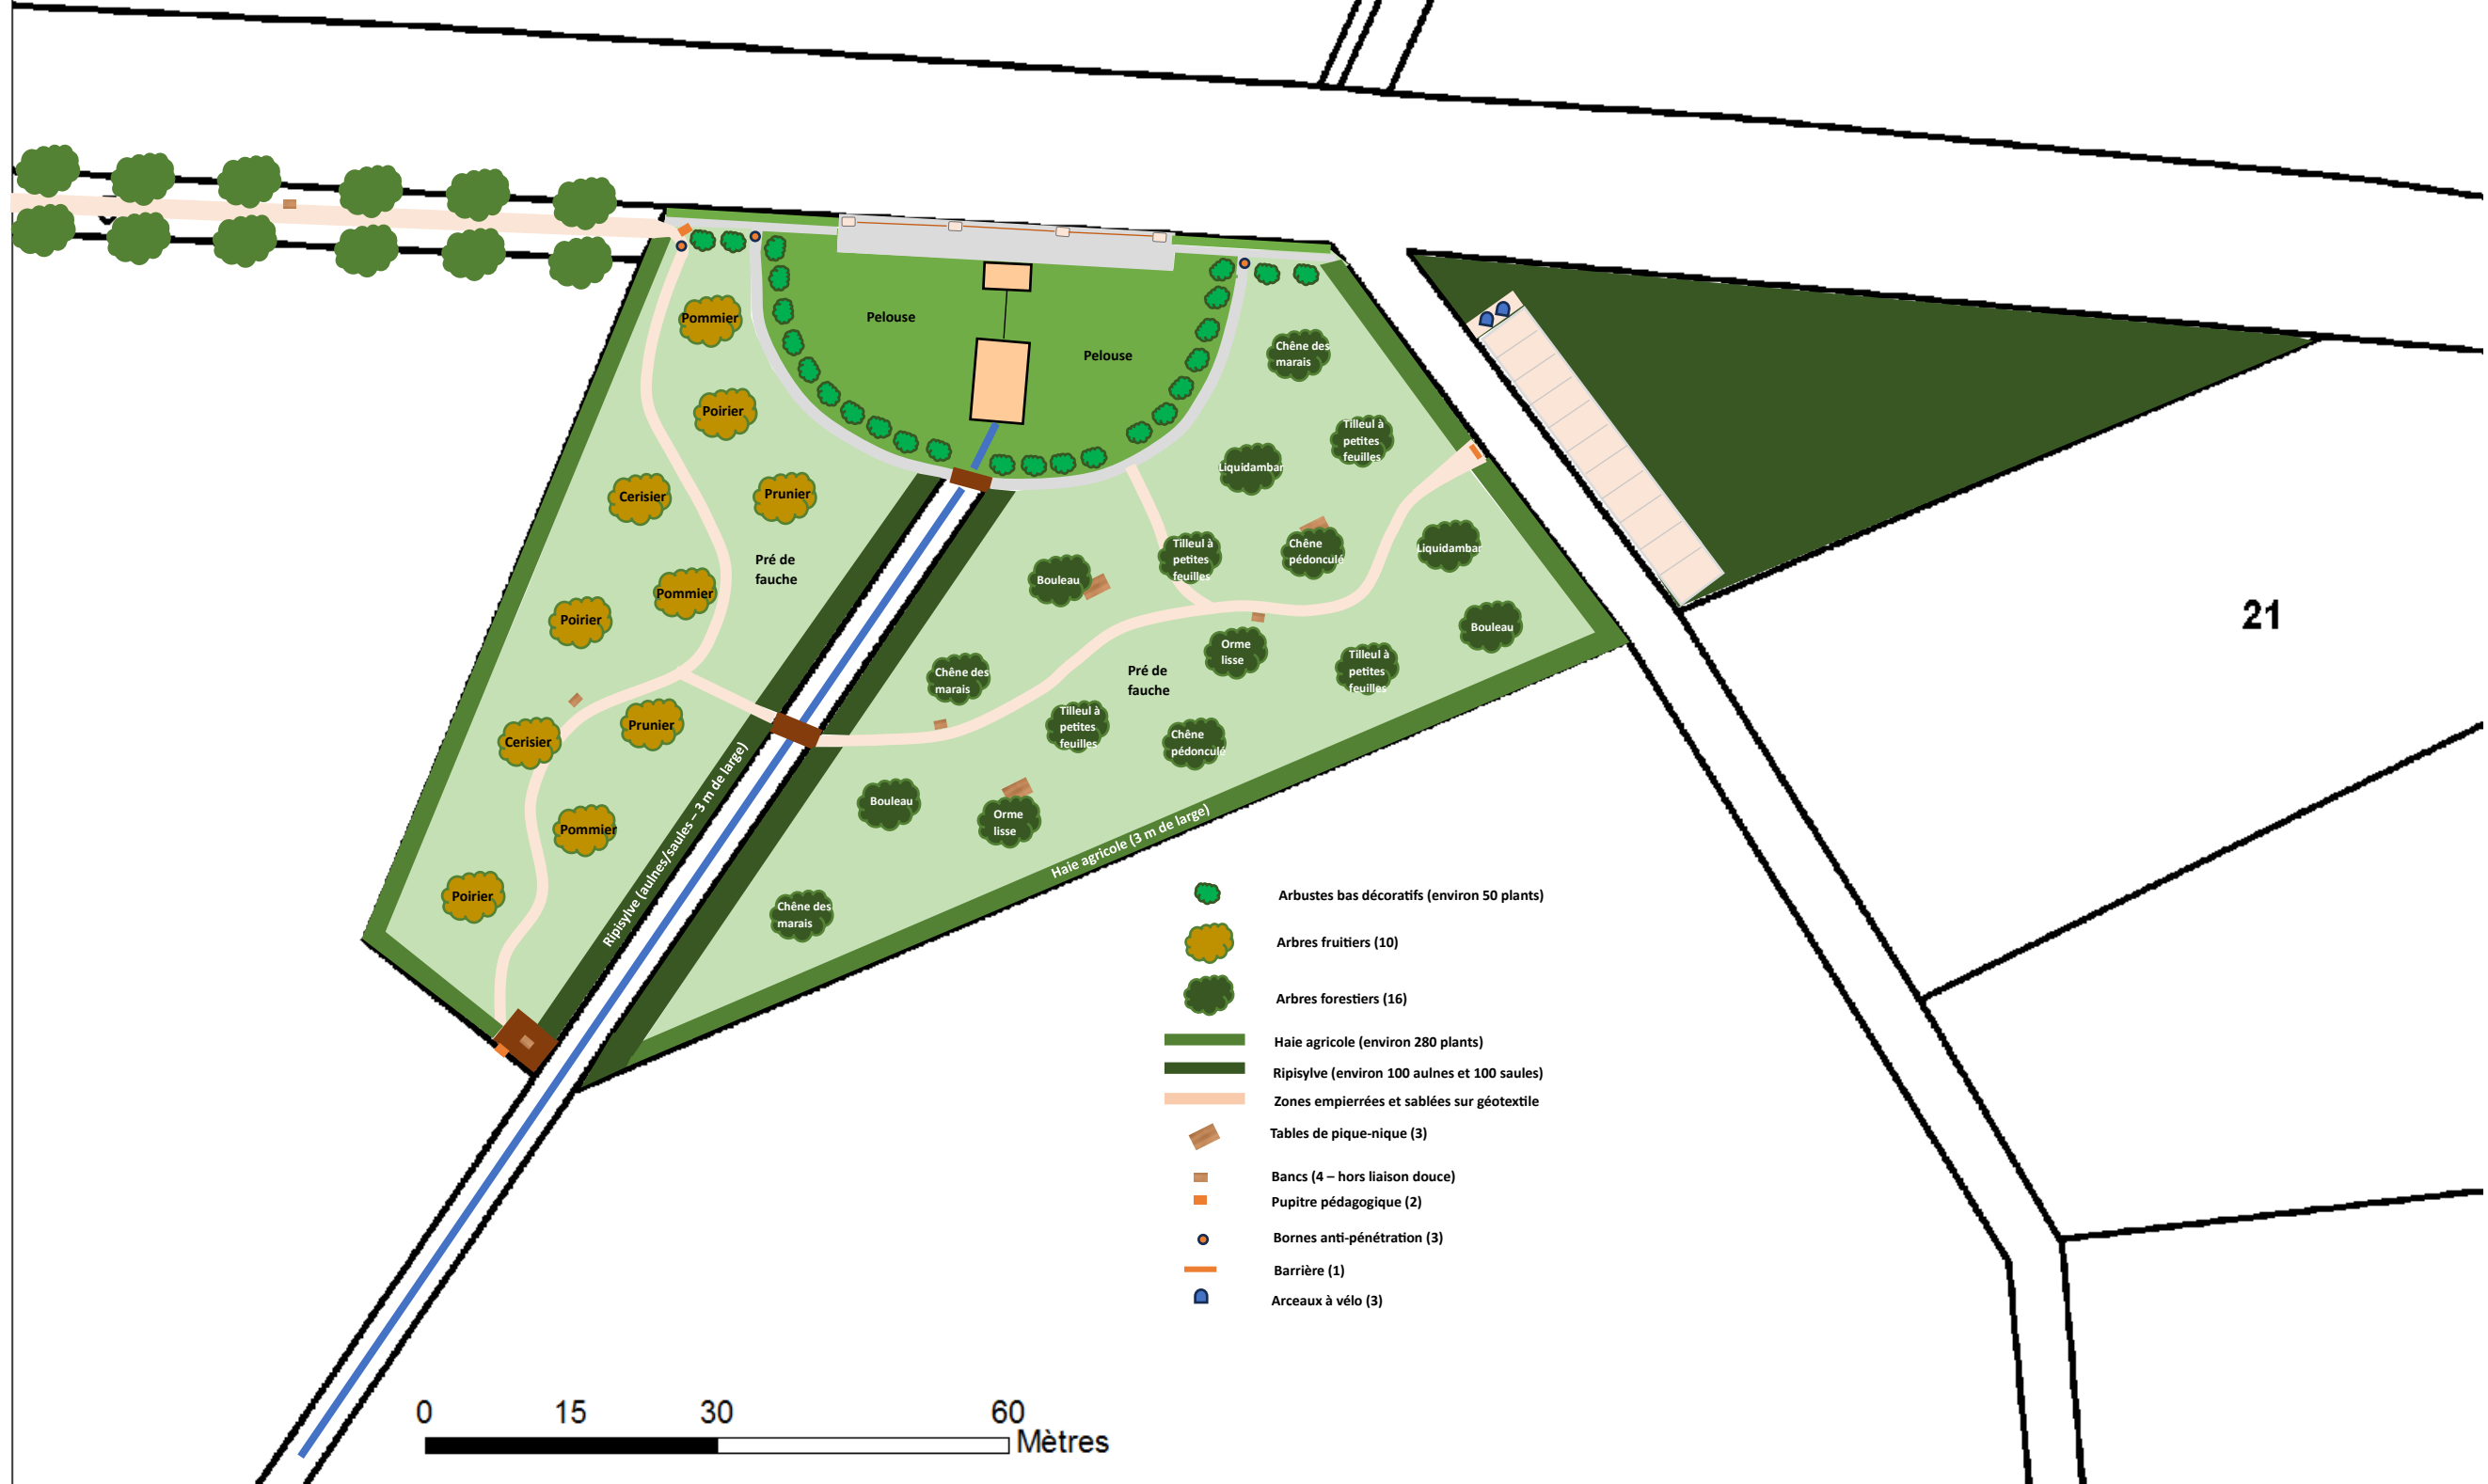 Pommier
Pelouse
Pelouse
Chêne des
marais
Poirier
Tilleul à
petites
feuilles
Liquidambar
Cerisier
Prunier
Pré de
fauche
Tilleul à
petites
feuilles
Chêne
pédonculé
Liquidambar
Bouleau
Pommier
Poirier
21
Bouleau
Orme
lisse
Tilleul à
petites
feuilles
Chêne des
marais
Pré de
fauche
Prunier
Cerisier
Tilleul à
petites
feuilles
Chêne
pédonculé
Bouleau
Orme
lisse
Pommier
Poirier
Chêne des
marais
Ripisylve (aulnes/saules – 3 m de large)
Haie agricole (3 m de large)
Arbustes bas décoratifs (environ 50 plants)
Arbres fruitiers (10)
Arbres forestiers (16)
Haie agricole (environ 280 plants)
Ripisylve (environ 100 aulnes et 100 saules)
Zones empierrées et sablées sur géotextile
Tables de pique-nique (3)
Bancs (4 – hors liaison douce)
Pupitre pédagogique (2)
Bornes anti-pénétration (3)
Barrière (1)
Arceaux à vélo (3)
0 15 30 60
Mètres